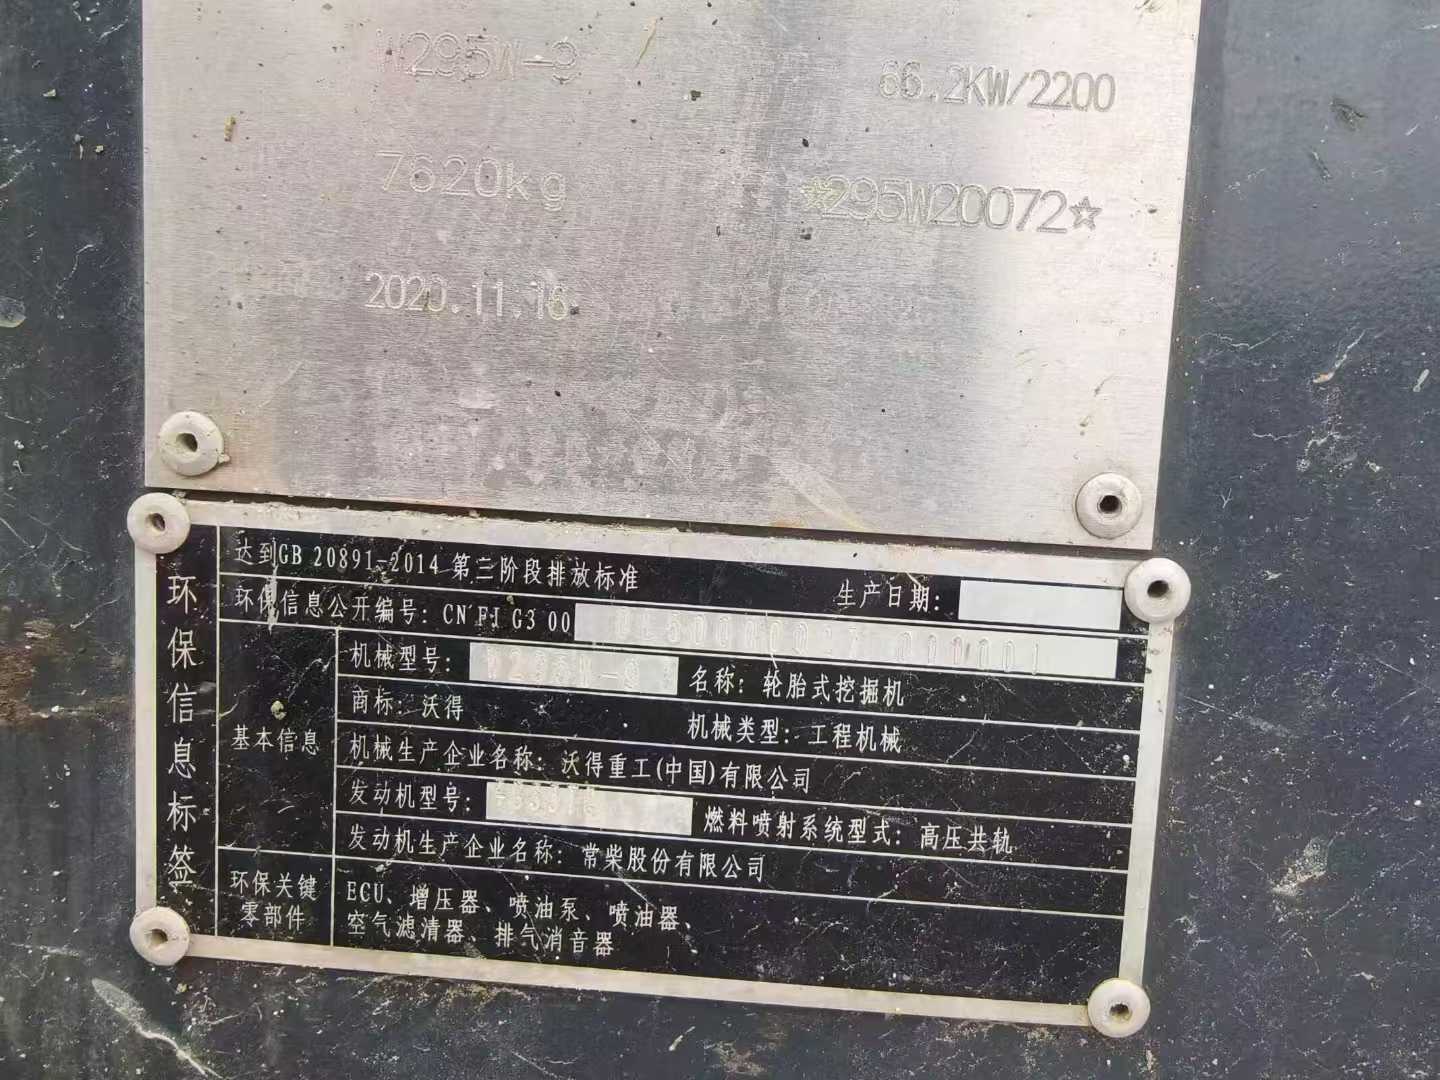 W295W-9 66.2KW/2200
7620kg ☆295W20072☆
2020.11.16
环保信息标签
达到GB 20891-2014 第三阶段排放标准 生产日期:
环保信息公开编号: CN FJ G3 00 000001
机械型号: W295W-9 名称: 轮胎式挖掘机
基本信息
商标: 沃得 机械类型: 工程机械
机械生产企业名称: 沃得重工(中国)有限公司
发动机型号: 燃料喷射系统型式: 高压共轨
发动机生产企业名称: 常柴股份有限公司
环保关键
零部件
ECU、增压器、喷油泵、喷油器、
空气滤清器、排气消音器